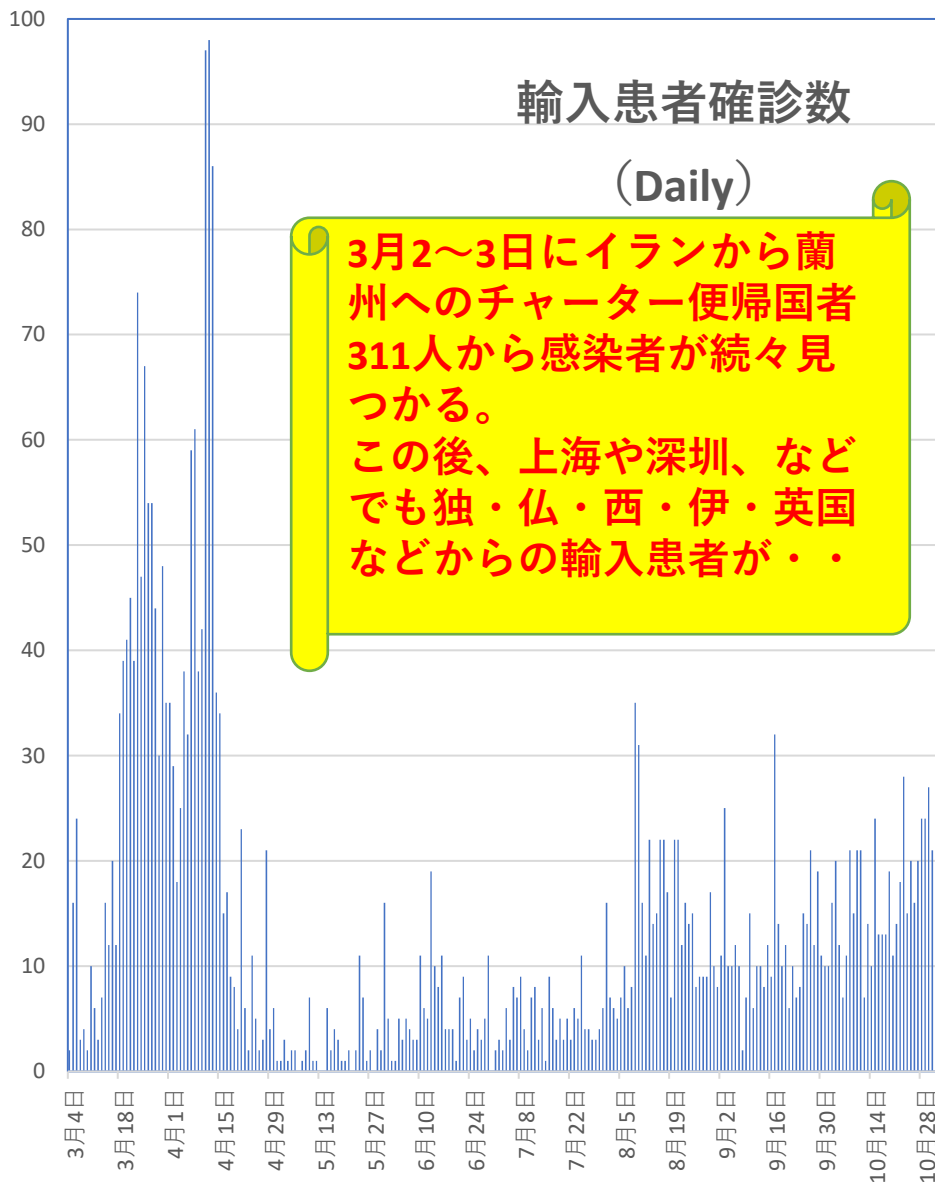 輸入患者確診数
（Daily）
3月2～3日にイランから蘭
州へのチャーター便帰国者
311人から感染者が続々見
つかる。
この後、上海や深圳、など
でも独・仏・西・伊・英国
などからの輸入患者が・・
100
90
80
70
60
50
40
30
20
10
0
3月4日
3月18日
4月1日
4月15日
4月29日
5月13日
5月27日
6月10日
6月24日
7月8日
7月22日
8月5日
8月19日
9月2日
9月16日
9月30日
10月14日
10月28日